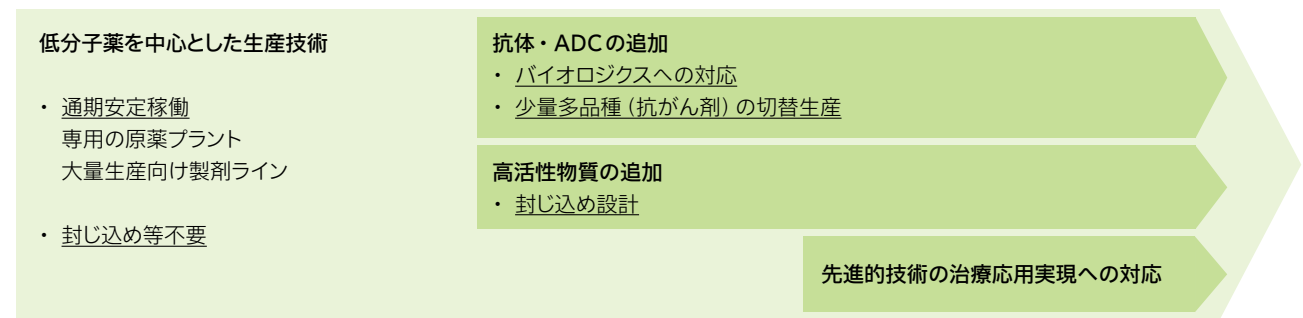 低分子薬を中心とした生産技術
・ 通期安定稼働
専用の原薬プラント
大量生産向け製剤ライン
・ 封じ込め等不要
抗体・ADCの追加
・ バイオロジクスへの対応
・ 少量多品種（抗がん剤）の切替生産
高活性物質の追加
・ 封じ込め設計
先進的技術の治療応用実現への対応